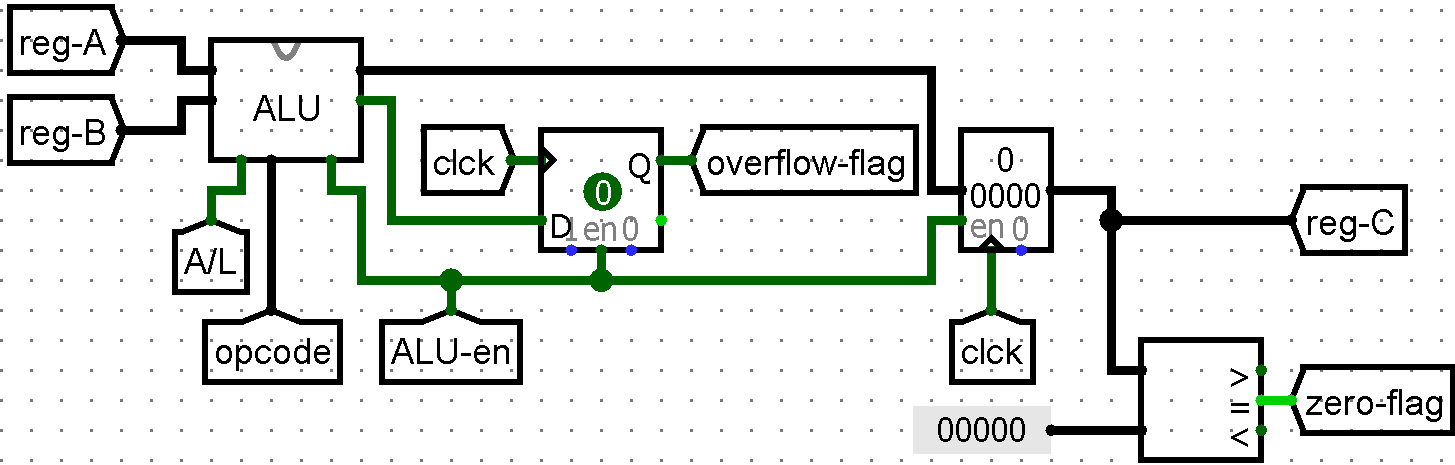 reg-A
reg-B
ALU
A/L
opcode
ALU-en
clck
Q
0
D
1 en 0
overflow-flag
0
0000
en 0
clck
reg-C
00000
>
=
<
zero-flag